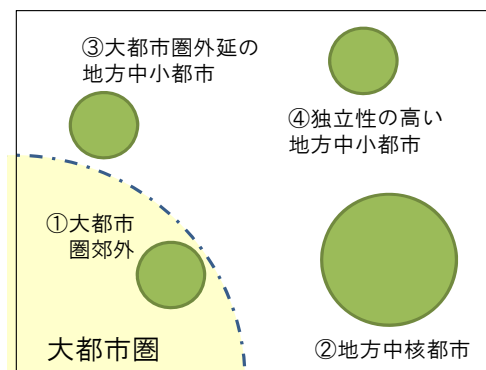 ③大都市圏外延の
地方中小都市
④独立性の高い
地方中小都市
①大都市
圏郊外
大都市圏
②地方中核都市